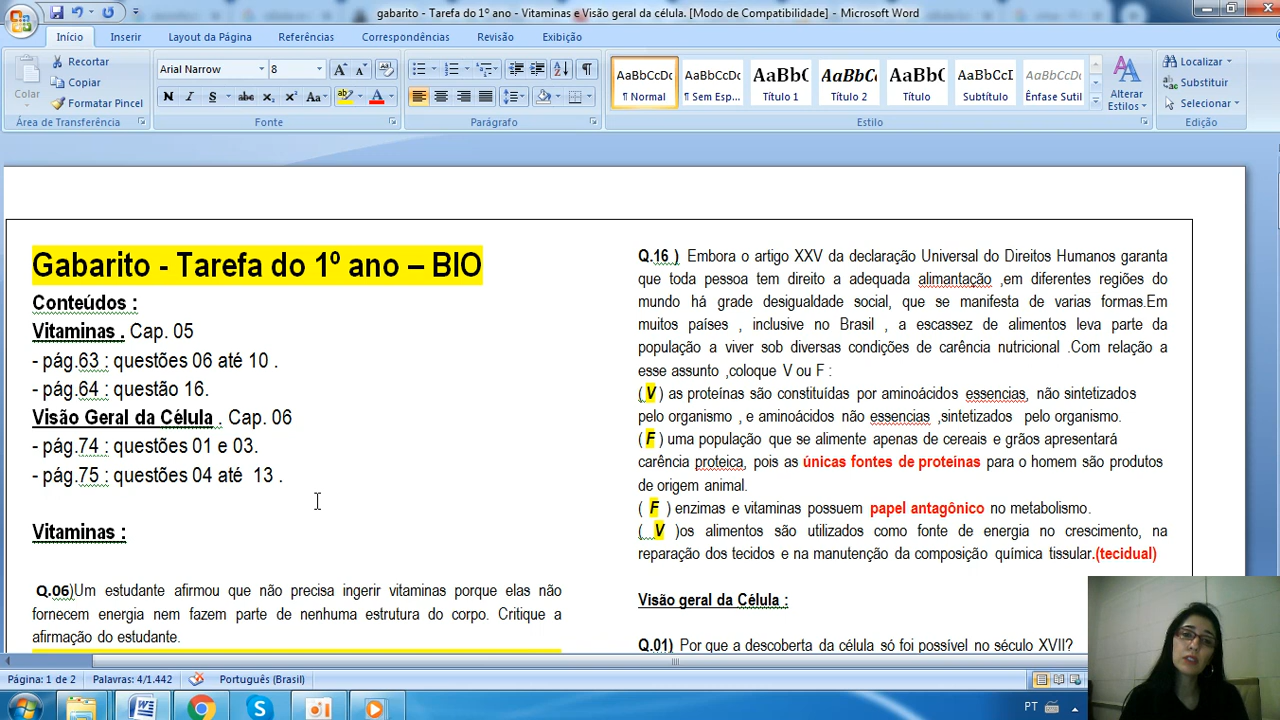 gabarito - Tarefa do 1º ano - Vitaminas e Visão geral da célula. [Modo de Compatibilidade] - Microsoft Word
Início
Inserir
Layout da Página
Referências
Correspondências
Revisão
Exibição
Colar
Recortar
Copiar
Formatar Pincel
Área de Transferência
Arial Narrow
8
Fonte
Parágrafo
AaBbCcDc
¶ Normal
AaBbCcDc
¶ Sem Esp...
AaBbC
Título 1
AaBbCc
Título 2
AaBbC
Título
AaBbCcI
Subtítulo
AaBbCcDc
Ênfase Sutil
Alterar
Estilos
Estilo
Localizar
Substituir
Selecionar
Edição
Gabarito - Tarefa do 1º ano – BIO
Conteúdos :
Vitaminas . Cap. 05
- pág.63 : questões 06 até 10 .
- pág.64 : questão 16.
Visão Geral da Célula . Cap. 06
- pág.74 : questões 01 e 03.
- pág.75 : questões 04 até 13 .
Vitaminas :
Q.06)Um estudante afirmou que não precisa ingerir vitaminas porque elas não
fornecem energia nem fazem parte de nenhuma estrutura do corpo. Critique a
afirmação do estudante.
Q.16 ) Embora o artigo XXV da declaração Universal do Direitos Humanos garanta
que toda pessoa tem direito a adequada alimantação ,em diferentes regiões do
mundo há grade desigualdade social, que se manifesta de varias formas.Em
muitos países , inclusive no Brasil , a escassez de alimentos leva parte da
população a viver sob diversas condições de carência nutricional .Com relação a
esse assunto ,coloque V ou F :
( V ) as proteínas são constituídas por aminoácidos essencias, não sintetizados
pelo organismo , e aminoácidos não essencias ,sintetizados pelo organismo.
( F ) uma população que se alimente apenas de cereais e grãos apresentará
carência proteica, pois as únicas fontes de proteínas para o homem são produtos
de origem animal.
( F ) enzimas e vitaminas possuem papel antagônico no metabolismo.
( V )os alimentos são utilizados como fonte de energia no crescimento, na
reparação dos tecidos e na manutenção da composição química tissular.(tecidual)
Visão geral da Célula :
Q.01) Por que a descoberta da célula só foi possível no século XVII?
Página: 1 de 2
Palavras: 4/1.442
Português (Brasil)
PT